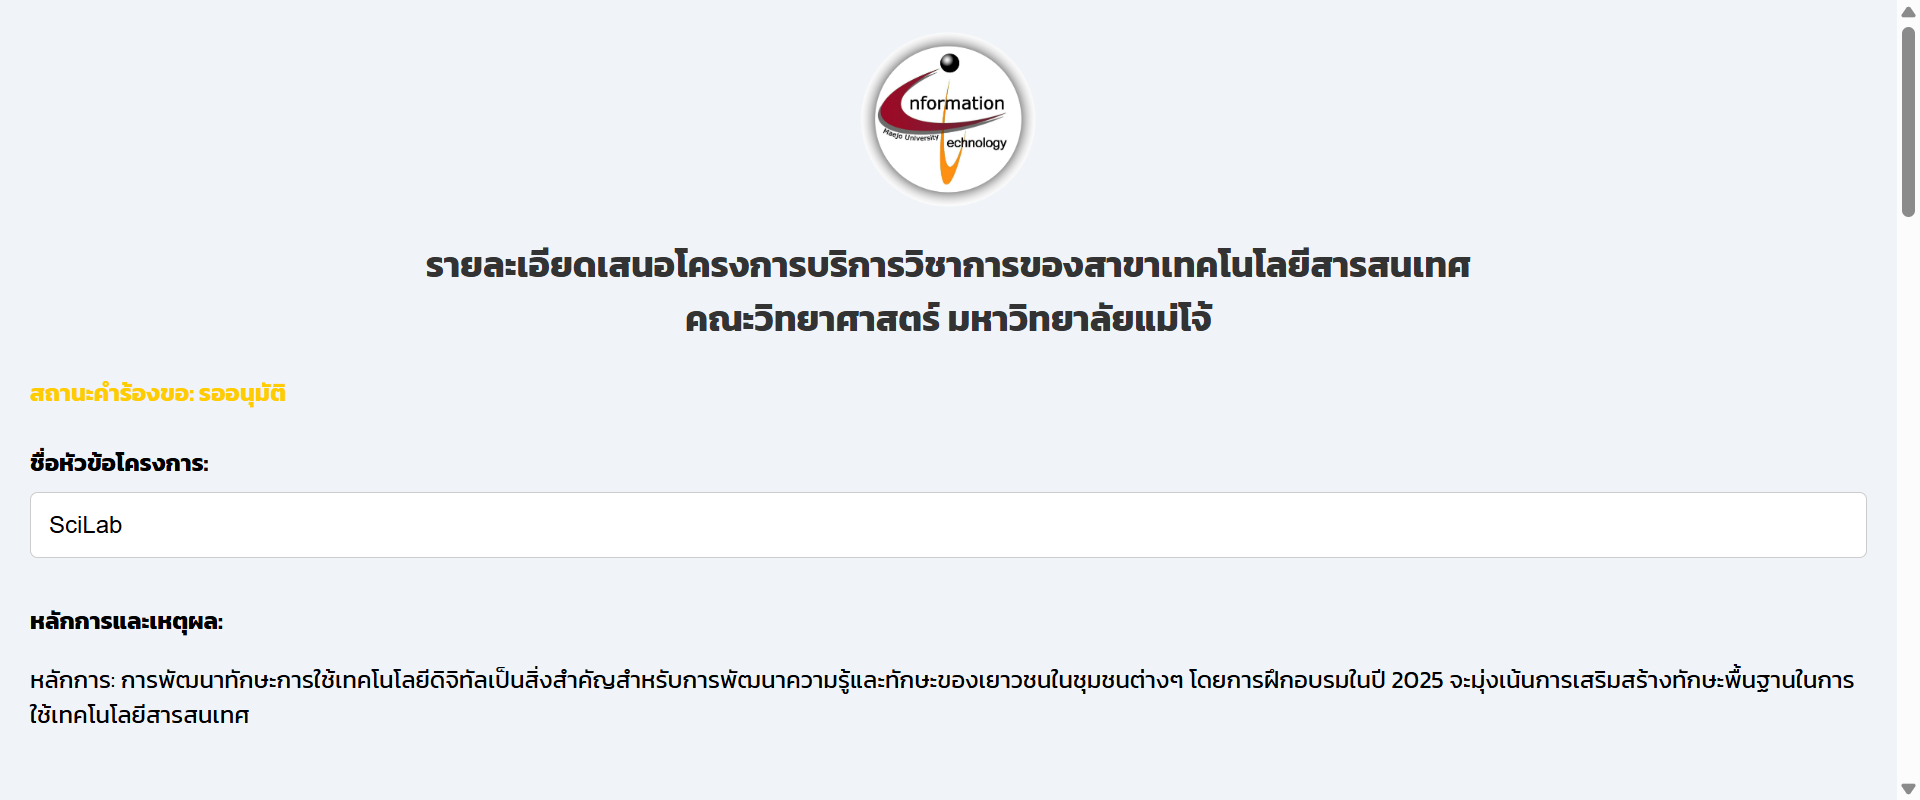 nformation
Maejo University
echnology
รายละเอียดเสนอโครงการบริการวิชาการของสาขาเทคโนโลยีสารสนเทศ
คณะวิทยาศาสตร์ มหาวิทยาลัยแม่โจ้
สถานะคำร้องขอ: รออนุมัติ
ชื่อหัวข้อโครงการ:
SciLab
หลักการและเหตุผล:
หลักการ: การพัฒนาทักษะการใช้เทคโนโลยีดิจิทัลเป็นสิ่งสำคัญสำหรับการพัฒนาความรู้และทักษะของเยาวชนในชุมชนต่างๆ โดยการฝึกอบรมในปี 2025 จะมุ่งเน้นการเสริมสร้างทักษะพื้นฐานในการ
ใช้เทคโนโลยีสารสนเทศ